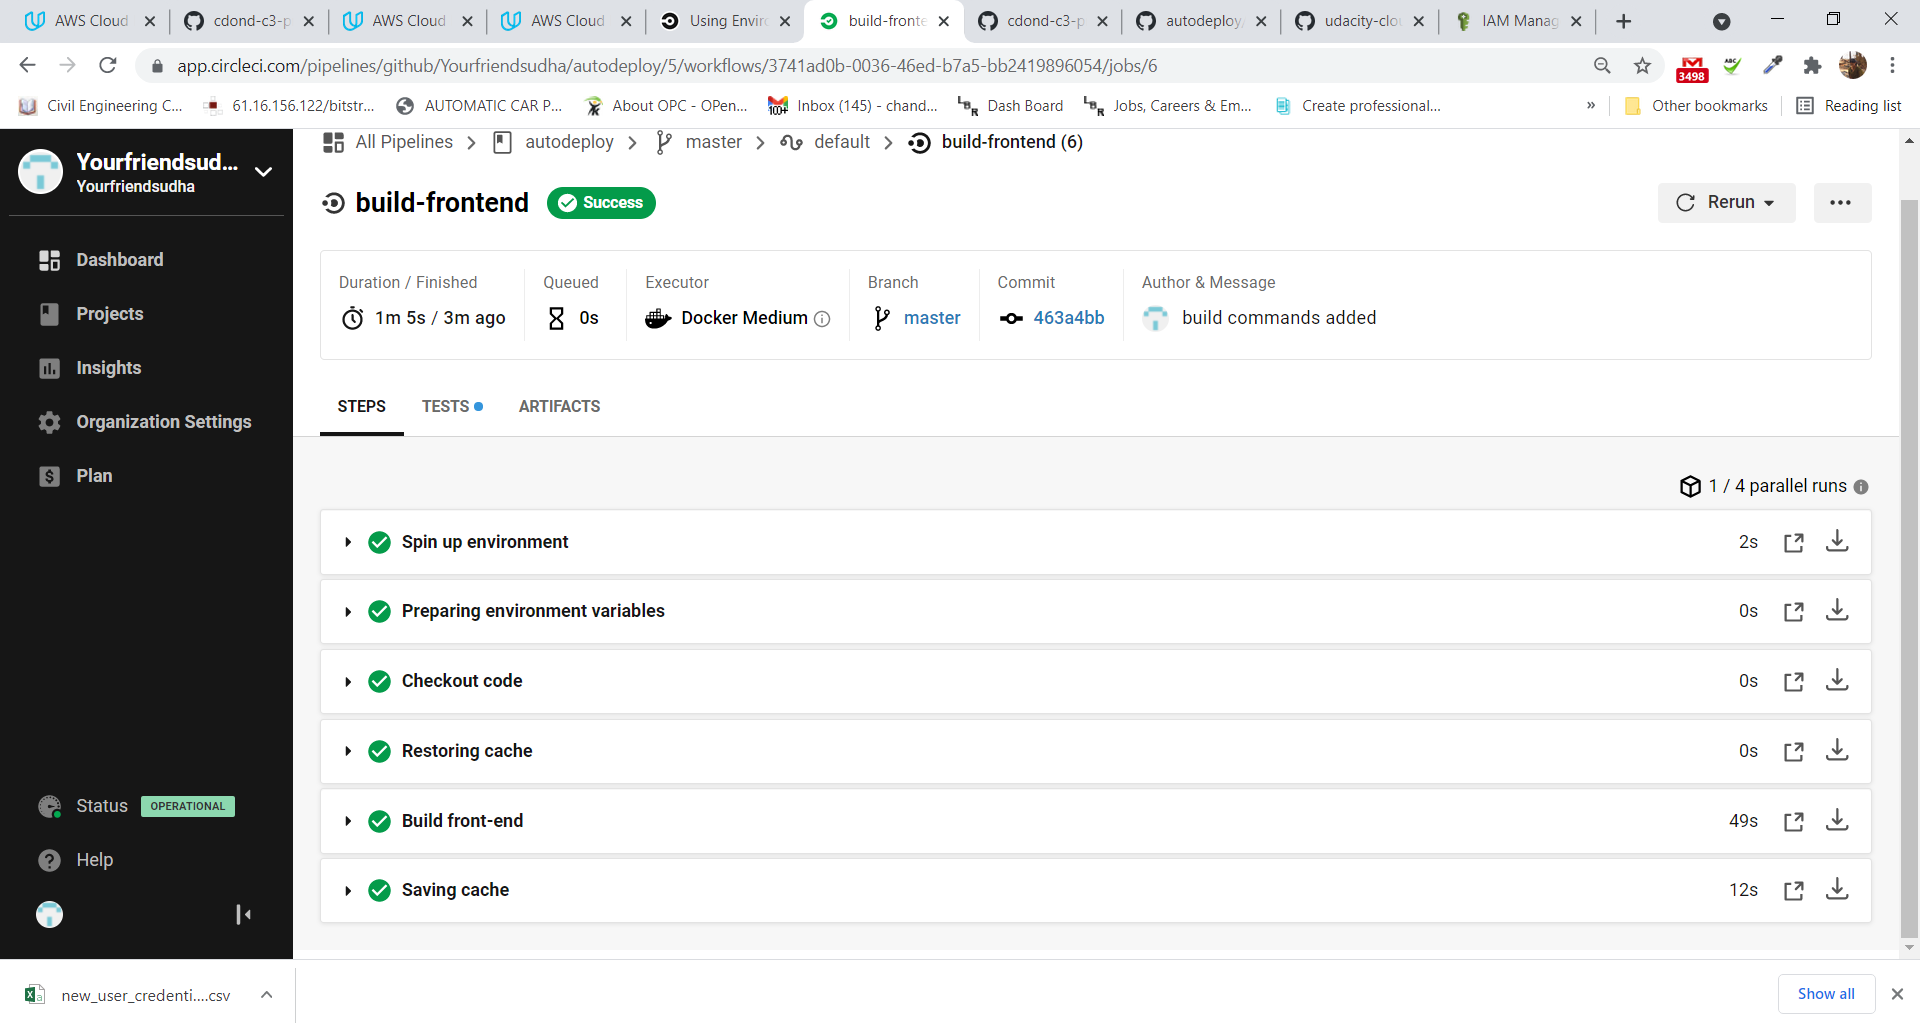 AWS Cloud
cdond-c3-p
AWS Cloud
AWS Cloud
Using Enviro
build-fronte
cdond-c3-p
autodeploy/
udacity-clou
IAM Manag
app.circleci.com/pipelines/github/Yourfriendsudha/autodeploy/5/workflows/3741ad0b-0036-46ed-b7a5-bb2419896054/jobs/6
3498
ABC
Civil Engineering C...
61.16.156.122/bitstr...
AUTOMATIC CAR P...
About OPC - OPen...
100+
Inbox (145) - chand...
Dash Board
Jobs, Careers & Em...
Create professional...
»
Other bookmarks
Reading list
Yourfriendsud...
Yourfriendsudha
Dashboard
Projects
Insights
Organization Settings
Plan
Status OPERATIONAL
Help
All Pipelines
autodeploy
master
default
build-frontend (6)
build-frontend
Success
Rerun
Duration / Finished
1m 5s / 3m ago
Queued
0s
Executor
Docker Medium
Branch
master
Commit
463a4bb
Author & Message
build commands added
STEPS
TESTS
ARTIFACTS
1 / 4 parallel runs
Spin up environment 2s
Preparing environment variables 0s
Checkout code 0s
Restoring cache 0s
Build front-end 49s
Saving cache 12s
new_user_credenti....csv
Show all